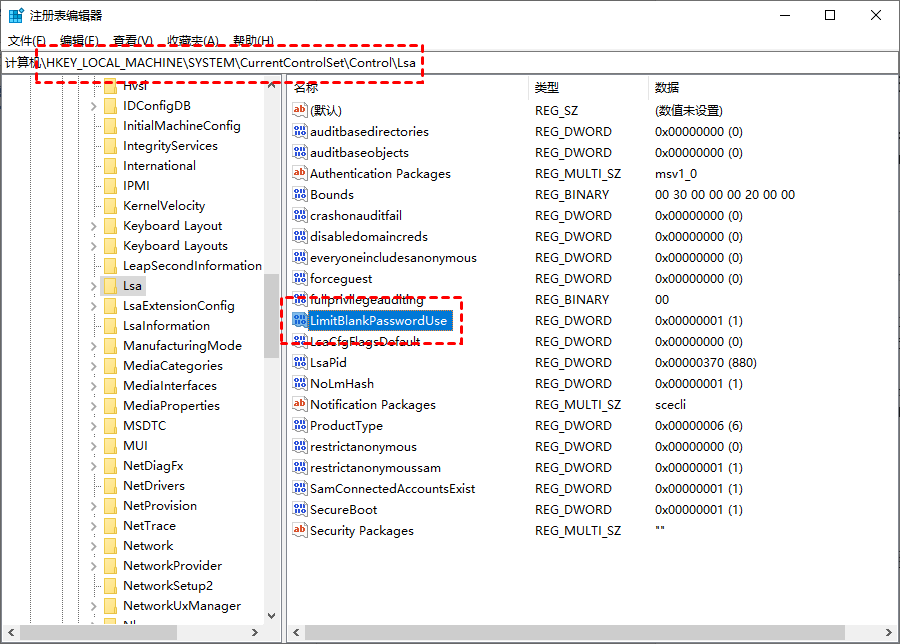 注册表编辑器
文件(F) 编辑(E) 查看(V) 收藏夹(A) 帮助(H)
计算机\HKEY_LOCAL_MACHINE\SYSTEM\CurrentControlSet\Control\Lsa
Hvsi
IDConfigDB
InitialMachineConfig
IntegrityServices
International
IPMI
KernelVelocity
Keyboard Layout
Keyboard Layouts
LeapSecondInformation
Lsa
LsaExtensionConfig
LsaInformation
ManufacturingMode
MediaCategories
MediaInterfaces
MediaProperties
MSDTC
MUI
NetDiagFx
NetDrivers
NetProvision
NetTrace
Network
NetworkProvider
NetworkSetup2
NetworkUxManager
名称 类型 数据
(默认) REG_SZ (数值未设置)
auditbasedirectories REG_DWORD 0x00000000 (0)
auditbaseobjects REG_DWORD 0x00000000 (0)
Authentication Packages REG_MULTI_SZ msv1_0
Bounds REG_BINARY 00 30 00 00 00 20 00 00
crashonauditfail REG_DWORD 0x00000000 (0)
disabledomaincreds REG_DWORD 0x00000000 (0)
everyoneincludesanonymous REG_DWORD 0x00000000 (0)
forceguest REG_DWORD 0x00000000 (0)
fullprivilegeauditing REG_BINARY 00
LimitBlankPasswordUse REG_DWORD 0x00000001 (1)
LsaCfgFlagsDefault REG_DWORD 0x00000000 (0)
LsaPid REG_DWORD 0x00000370 (880)
NoLmHash REG_DWORD 0x00000001 (1)
Notification Packages REG_MULTI_SZ scecli
ProductType REG_DWORD 0x00000006 (6)
restrictanonymous REG_DWORD 0x00000000 (0)
restrictanonymoussam REG_DWORD 0x00000001 (1)
SamConnectedAccountsExist REG_DWORD 0x00000001 (1)
SecureBoot REG_DWORD 0x00000001 (1)
Security Packages REG_MULTI_SZ ""